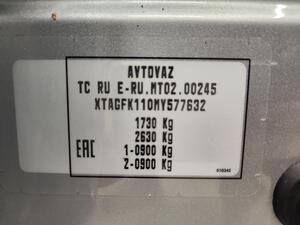 AVTOVAZ
TC RU E-RU.MT02.00245
XTAGFK110MY577632
1730 Kg
2630 Kg
EAC
1-0900 Kg
2-0900 Kg